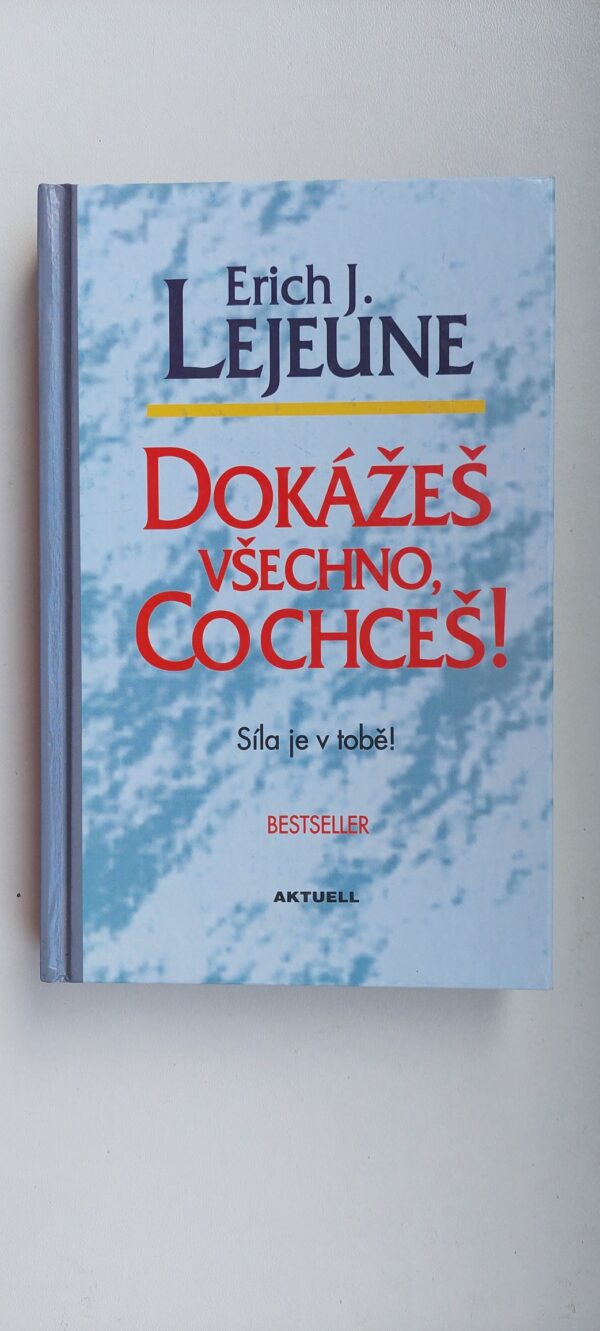 Erich J.
LEJEUNE
DOKÁŽEŠ
VŠECHNO,
CO CHCEŠ!
Síla je v tobě!
BESTSELLER
AKTUELL